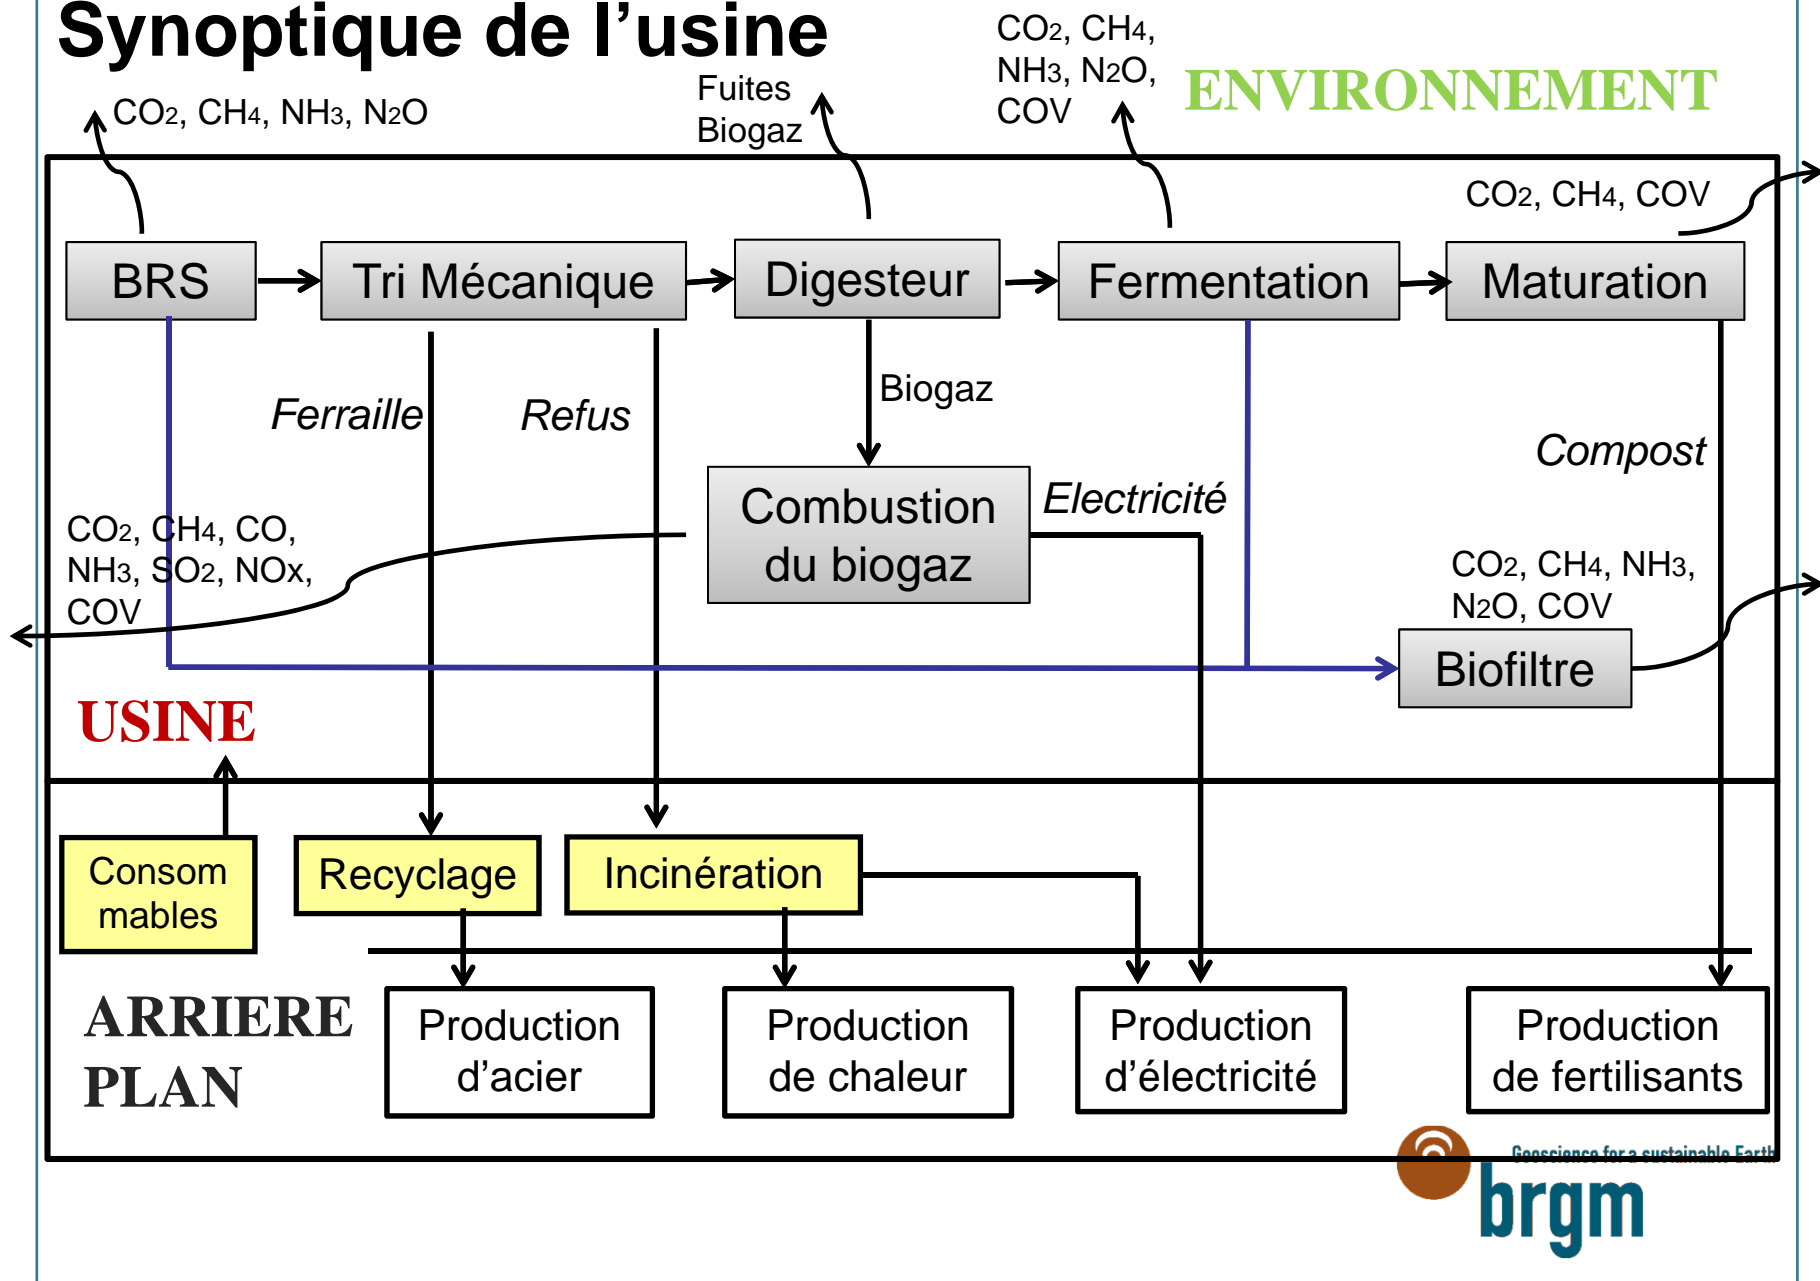 Synoptique de l’usine
CO2, CH4,
NH3, N2O,
COV
ENVIRONNEMENT
Fuites
Biogaz
CO2, CH4, NH3, N2O
CO2, CH4, COV
BRS
Tri Mécanique
Digesteur
Fermentation
Maturation
Biogaz
Ferraille
Refus
Compost
Combustion
du biogaz
Electricité
CO2, CH4, CO,
NH3, SO2, NOx,
COV
CO2, CH4, NH3,
N2O, COV
Biofiltre
USINE
Consom
mables
Recyclage
Incinération
ARRIERE
PLAN
Production
d’acier
Production
de chaleur
Production
d’électricité
Production
de fertilisants
Geoscience for a sustainable Earth
brgm